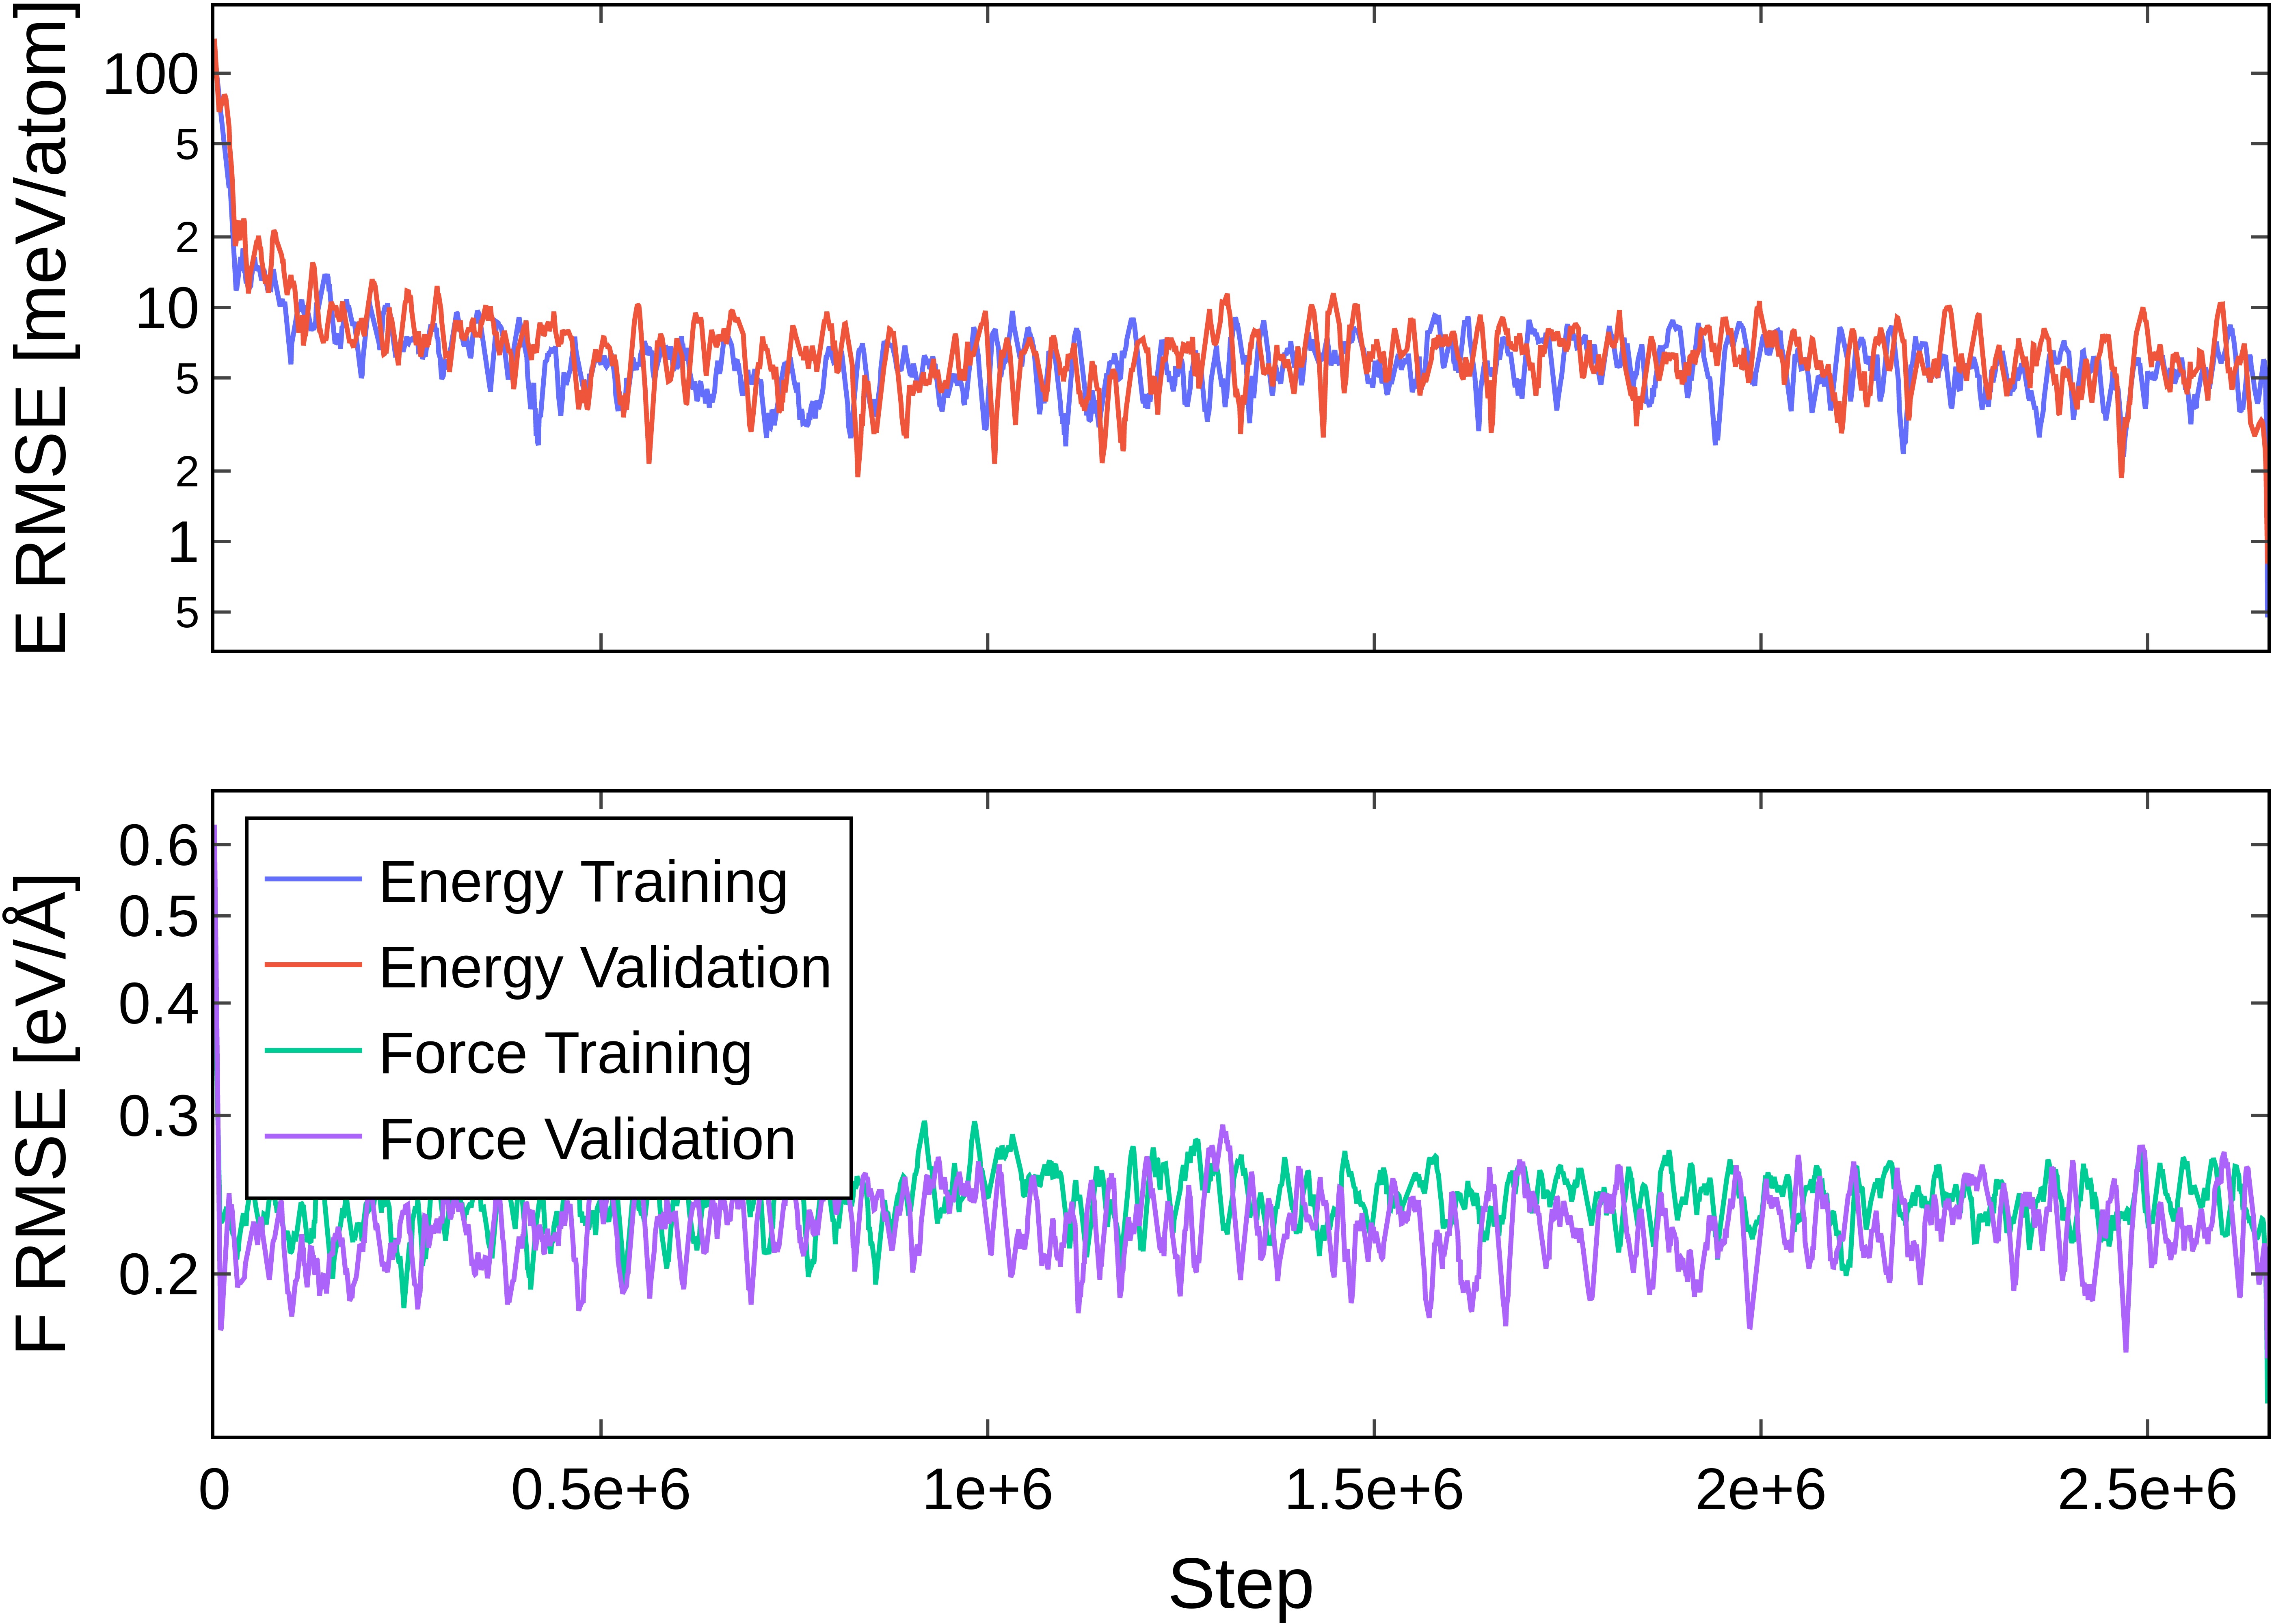 E RMSE [meV/atom]
100
5
2
10
5
2
1
5
F RMSE [eV/Å]
0.6
0.5
0.4
0.3
0.2
Energy Training
Energy Validation
Force Training
Force Validation
0
0.5e+6
1e+6
1.5e+6
2e+6
2.5e+6
Step